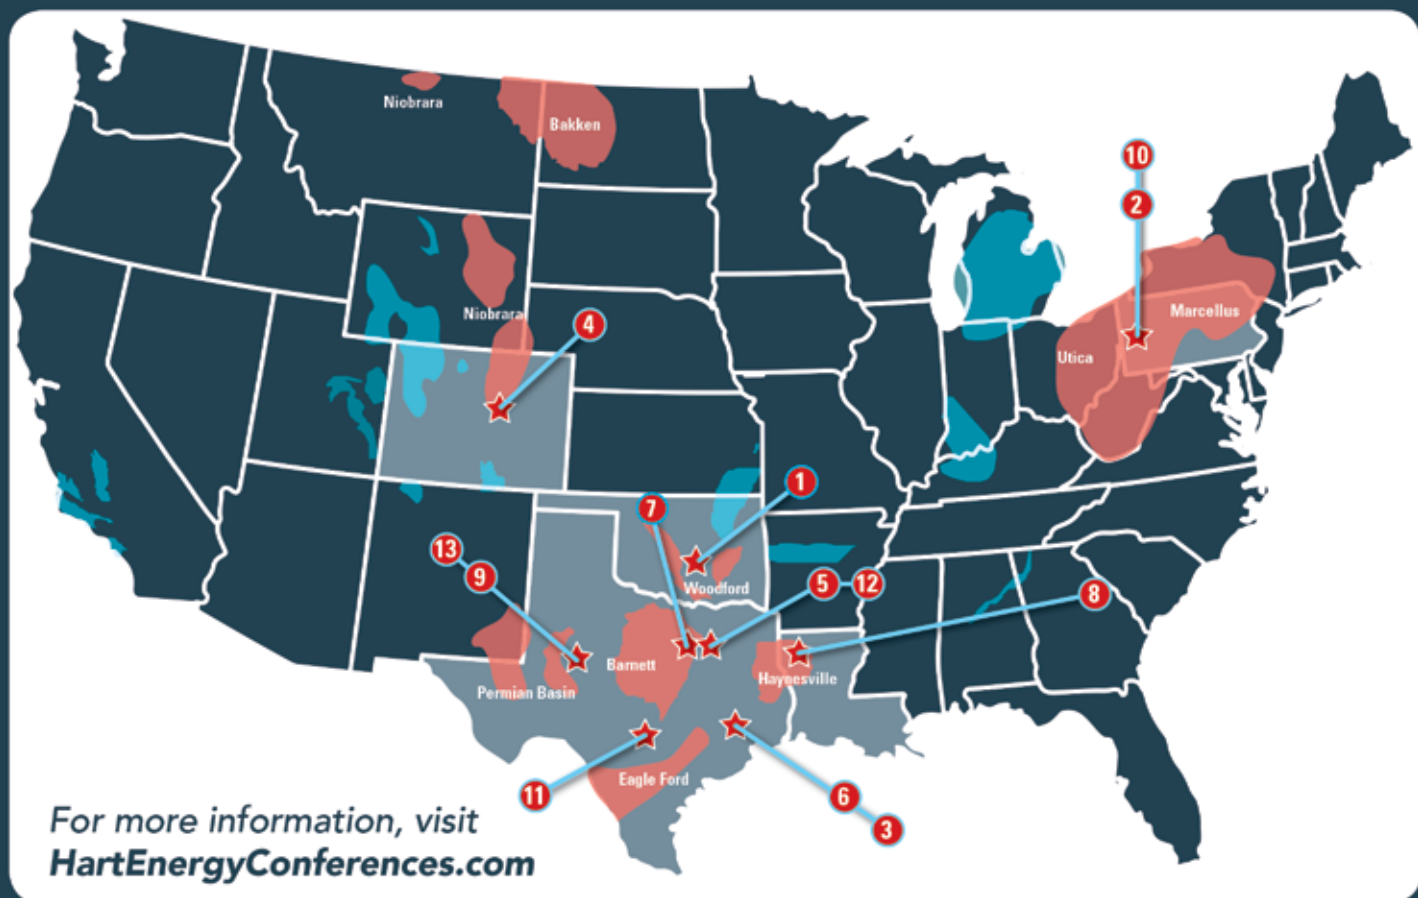 Niobrara
Bakken
10
2
Niobrara
4
Marcellus
Utica
1
7
13
9
Woodford
5
12
8
Barnett
Haynesville
Permian Basin
Eagle Ford
11
6
3
For more information, visit
HartEnergyConferences.com